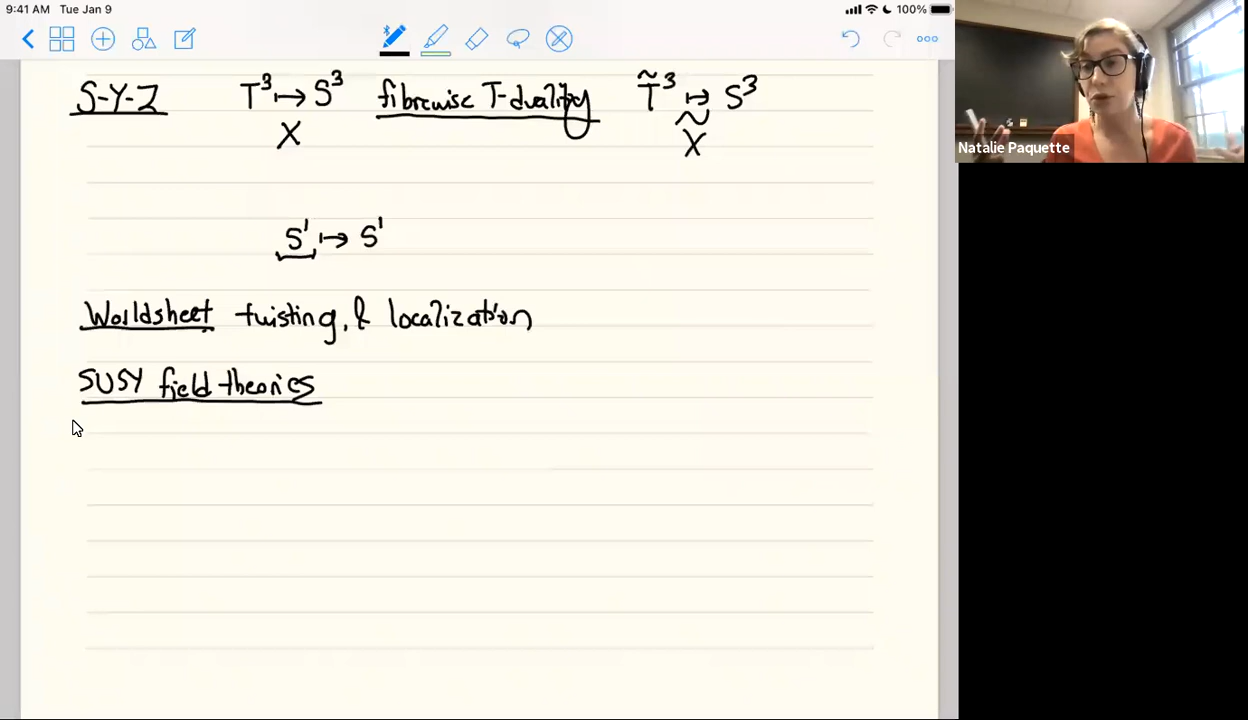 9:41 AM Tue Jan 9
100%
S-Y-Z T³ ↦ S³ fibrewise T-duality T̃³ ↦ S³
X X̃
S¹ ↦ S¹
Worldsheet twisting, & localization
SUSY field theories
Natalie Paquette